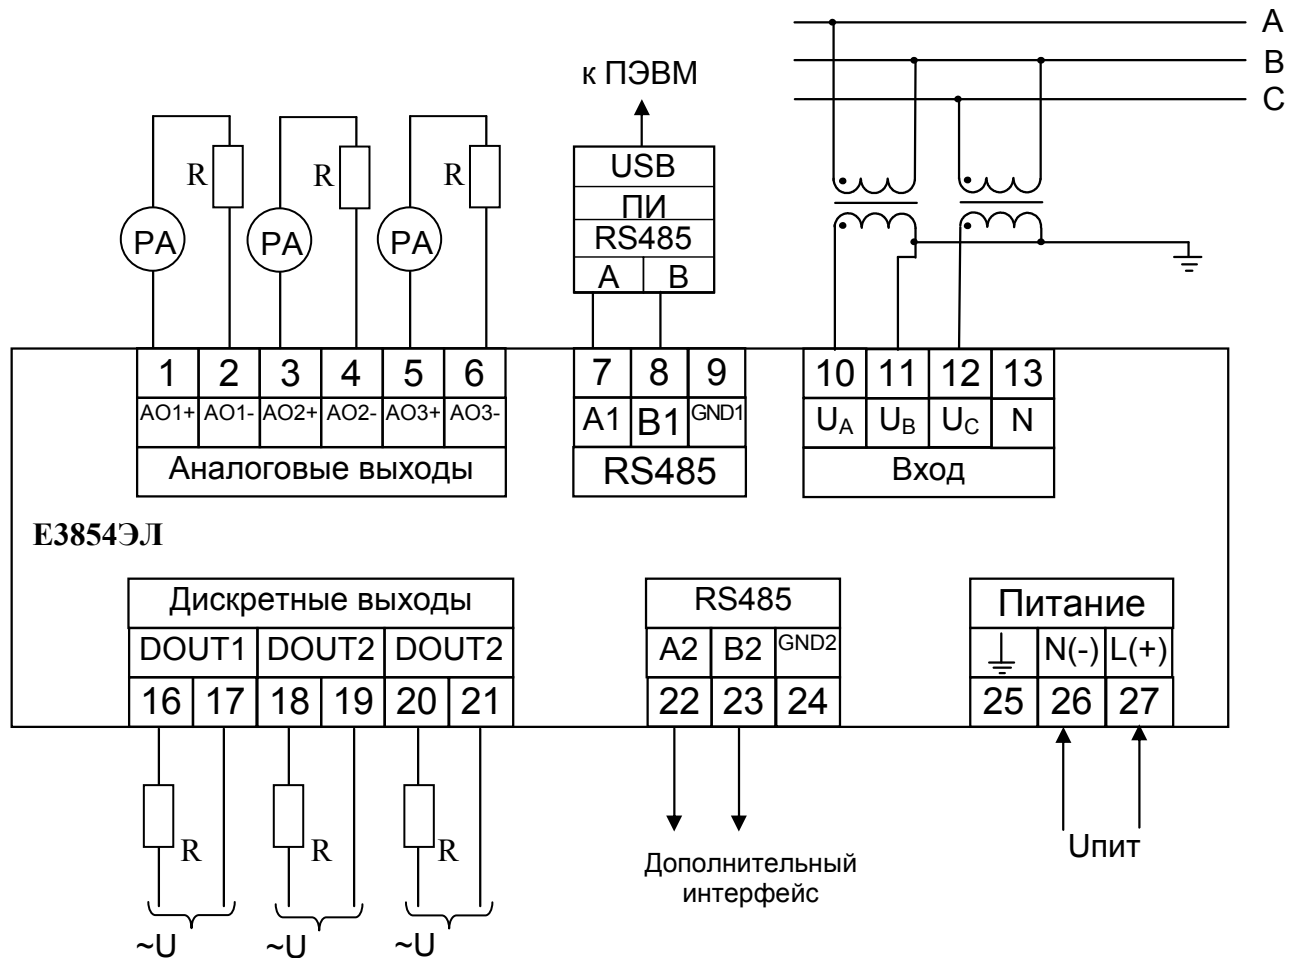 A
B
C
к ПЭВМ
USB
ПИ
RS485
A B
R R R
PA PA PA
1 2 3 4 5 6
AO1+ AO1- AO2+ AO2- AO3+ AO3-
Аналоговые выходы
7 8 9
A1 B1 GND1
RS485
10 11 12 13
UA UB UC N
Вход
Е3854ЭЛ
Дискретные выходы
DOUT1 DOUT2 DOUT2
16 17 18 19 20 21
RS485
A2 B2 GND2
22 23 24
Питание
N(-) L(+)
25 26 27
R R R
~U ~U ~U
Дополнительный
интерфейс
Uпит